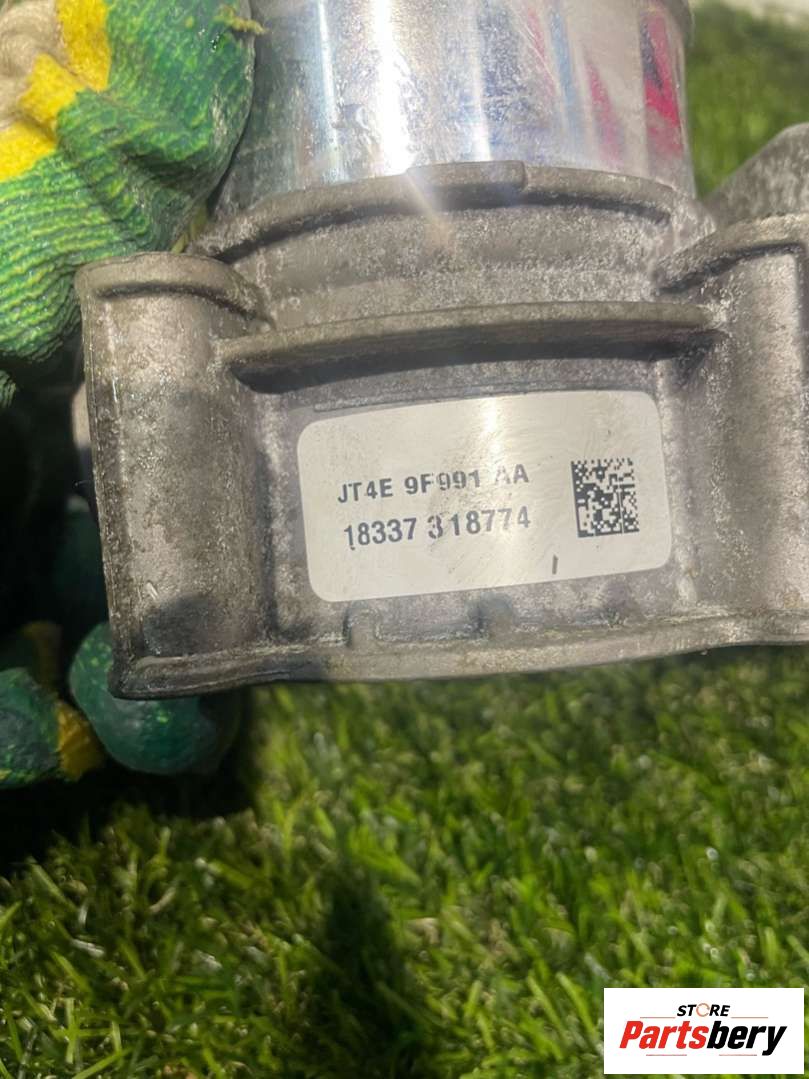 JT4E 9F991 AA
18337 318774
STORE
Partsbery